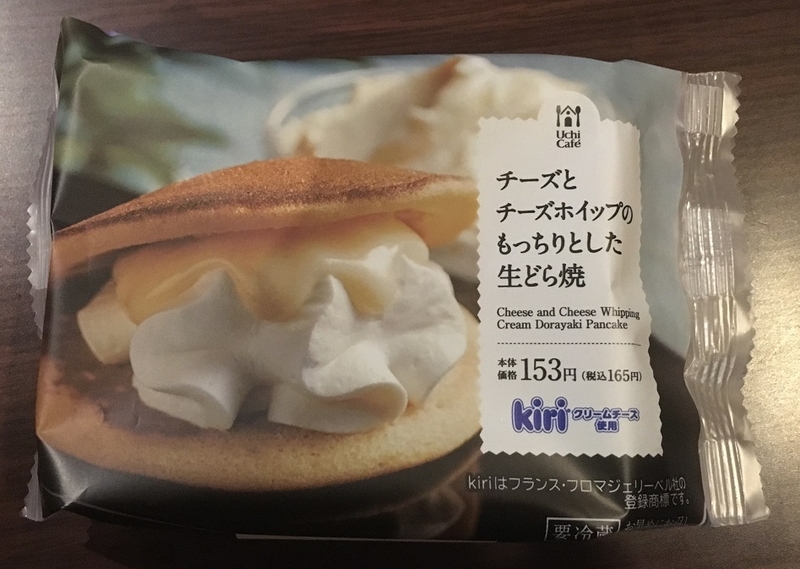 Uchi
Café
チーズと
チーズホイップの
もっちりとした
生どら焼
Cheese and Cheese Whipping
Cream Dorayaki Pancake
本体
価格 153円 (税込165円)
kiri クリームチーズ
使用
kiriはフランス・フロマジェリーベル社の
登録商標です。
要冷蔵